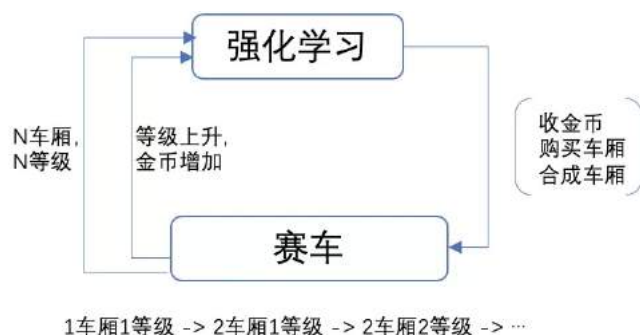 强化学习
N车厢,
N等级
等级上升,
金币增加
收金币
购买车厢
合成车厢
赛车
1车厢1等级 -> 2车厢1等级 -> 2车厢2等级 -> ···